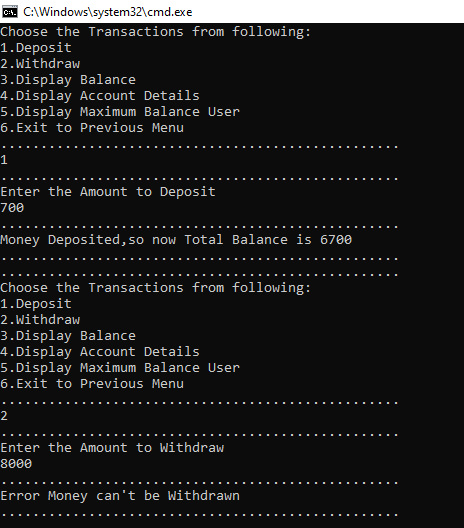 C:\Windows\system32\cmd.exe
Choose the Transactions from following:
1.Deposit
2.Withdraw
3.Display Balance
4.Display Account Details
5.Display Maximum Balance User
6.Exit to Previous Menu
..................................................
1
..................................................
Enter the Amount to Deposit
700
..................................................
Money Deposited,so now Total Balance is 6700
..................................................
..................................................
Choose the Transactions from following:
1.Deposit
2.Withdraw
3.Display Balance
4.Display Account Details
5.Display Maximum Balance User
6.Exit to Previous Menu
..................................................
2
..................................................
Enter the Amount to Withdraw
8000
..................................................
Error Money can't be Withdrawn
..................................................